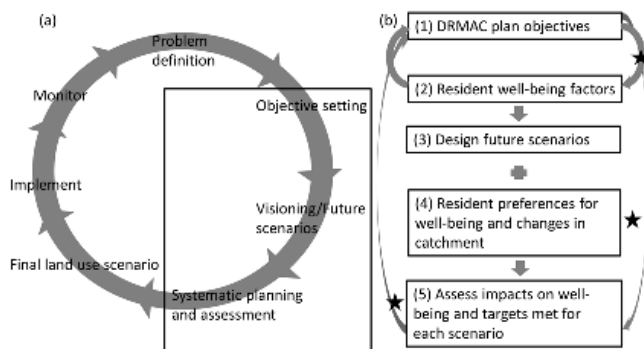 (a)
Problem
definition
Objective setting
Visioning/Future
scenarios
Systematic planning
and assessment
Final land use scenario
Implement
Monitor
(b)
(1) DRMAC plan objectives
(2) Resident well-being factors
(3) Design future scenarios
(4) Resident preferences for
well-being and changes in
catchment
(5) Assess impacts on well-
being and targets met for
each scenario